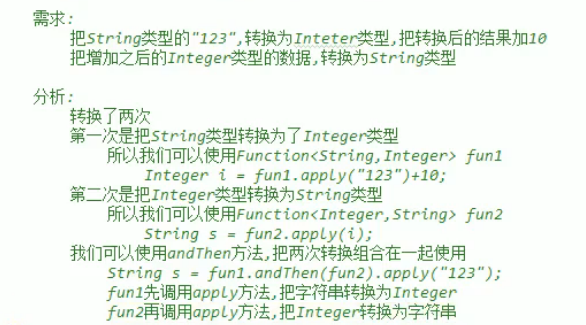 需求:
把String类型的"123",转换为Inteter类型,把转换后的结果加10
把增加之后的Integer类型的数据,转换为String类型
分析:
转换了两次
第一次是把String类型转换为了Integer类型
所以我们可以使用Function<String,Integer> fun1
Integer i = fun1.apply("123")+10;
第二次是把Integer类型转换为String类型
所以我们可以使用Function<Integer,String> fun2
String s = fun2.apply(i);
我们可以使用andThen方法,把两次转换组合在一起使用
String s = fun1.andThen(fun2).apply("123");
fun1先调用apply方法,把字符串转换为Integer
fun2再调用apply方法,把Integer转换为字符串